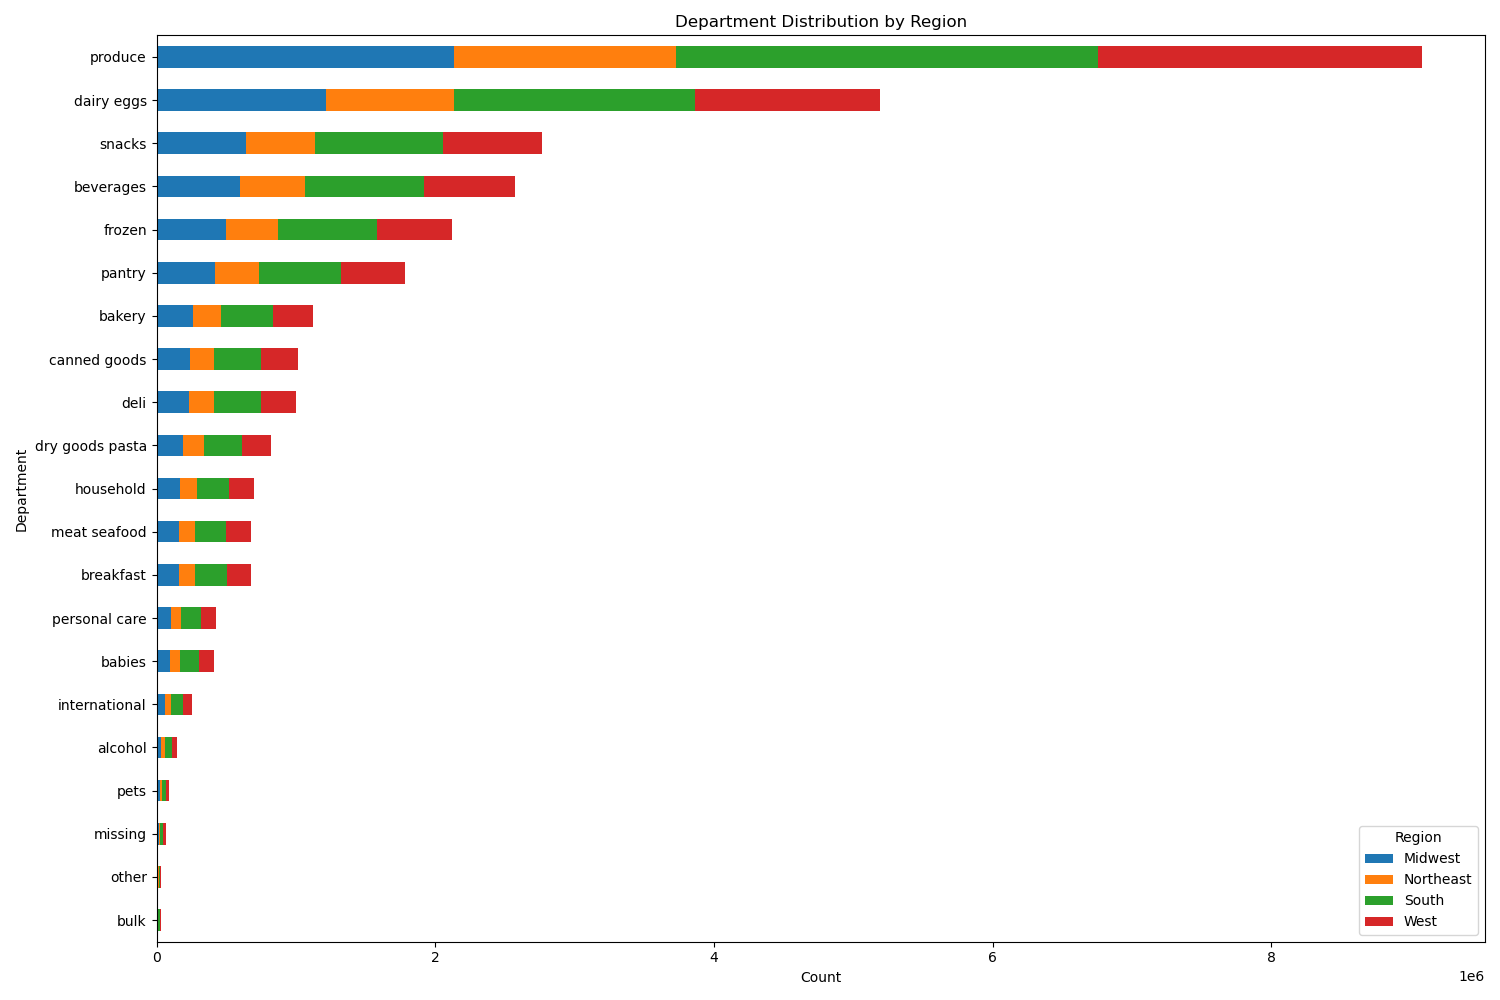 Department Distribution by Region
produce
dairy eggs
snacks
beverages
frozen
pantry
bakery
canned goods
deli
dry goods pasta
household
meat seafood
breakfast
personal care
babies
international
alcohol
pets
missing
other
bulk
Department
0 2 4 6 8
Count
1e6
Region
Midwest
Northeast
South
West